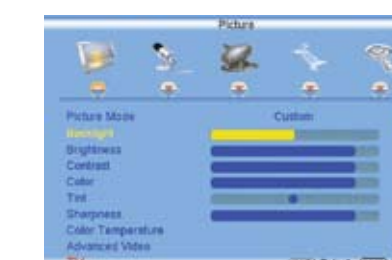 Picture
Picture Mode Custom
Backlight
Brightness
Contrast
Color
Tint
Sharpness
Color Temperature
Advanced Video